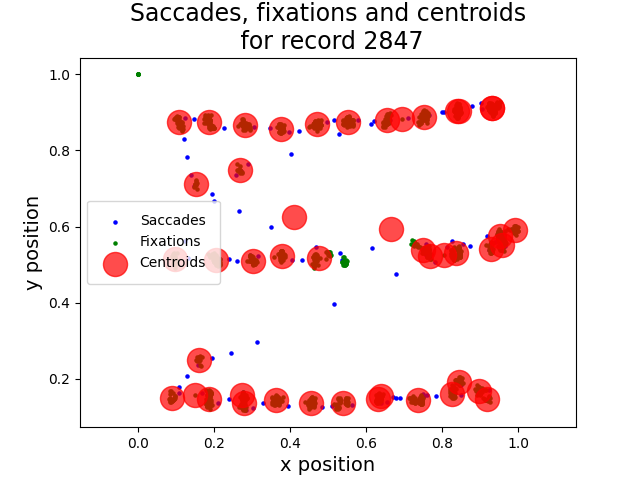 Saccades, fixations and centroids
for record 2847
y position
1.0
0.8
0.6
0.4
0.2
Saccades
Fixations
Centroids
0.0 0.2 0.4 0.6 0.8 1.0
x position